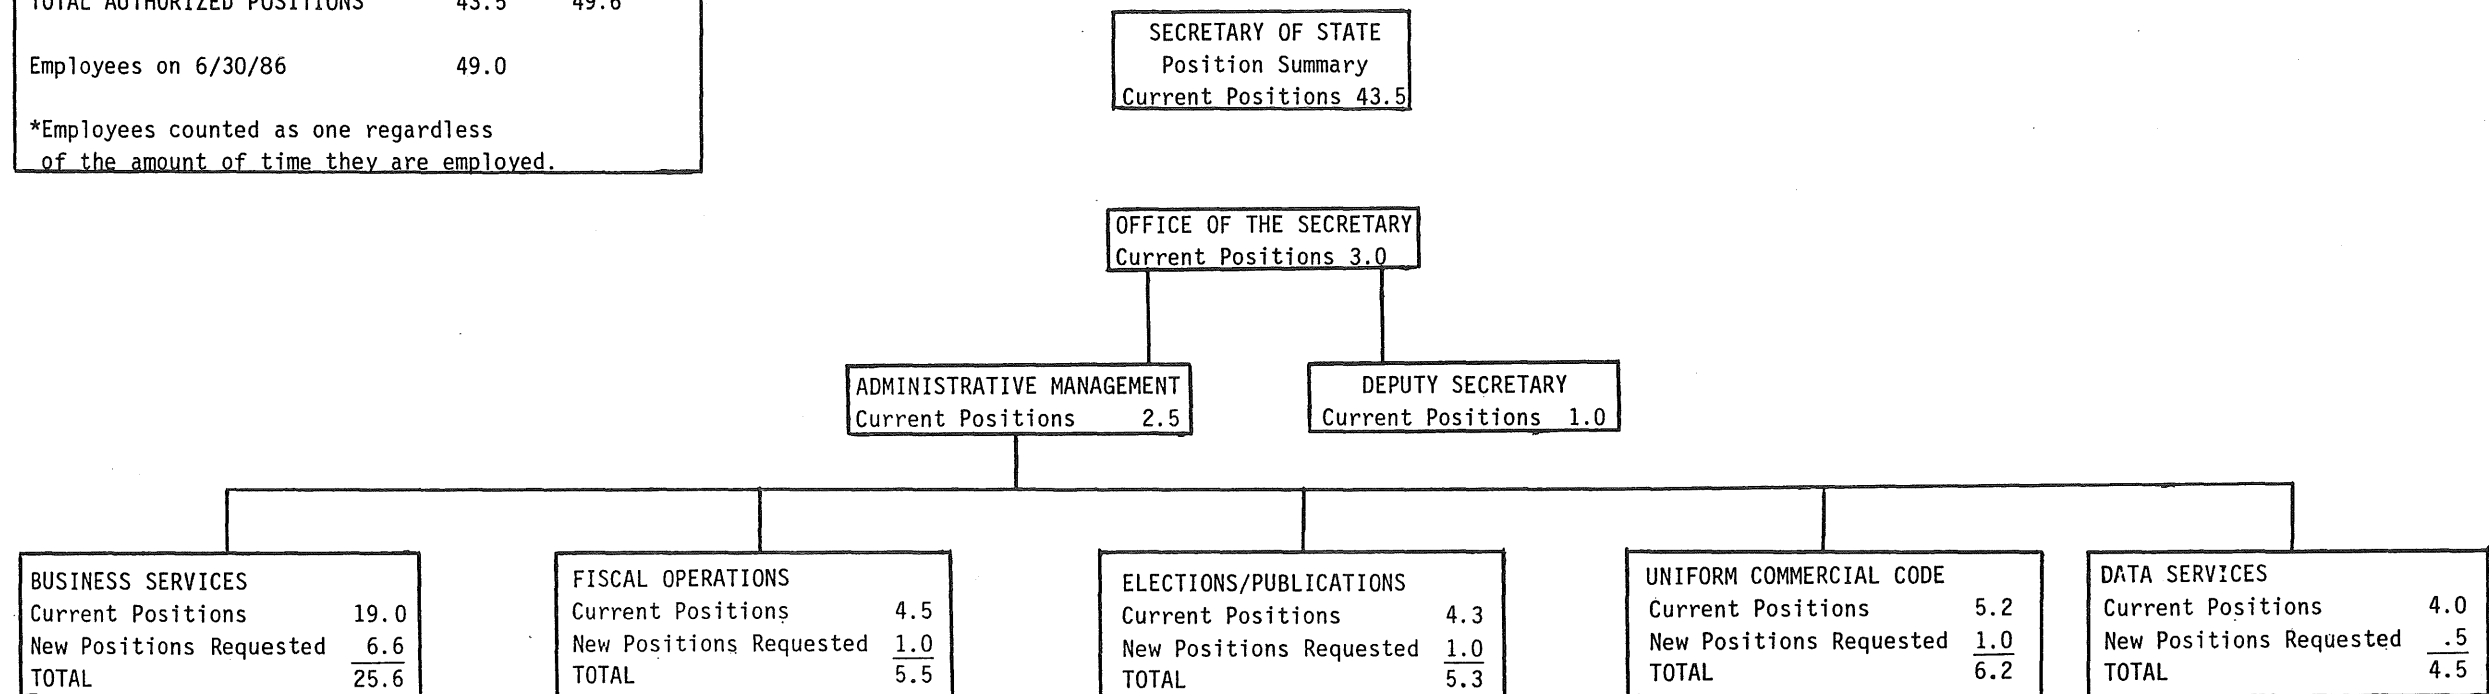 TOTAL AUTHORIZED POSITIONS 43.5 49.6
Employees on 6/30/86 49.0
*Employees counted as one regardless
of the amount of time they are employed.
SECRETARY OF STATE
Position Summary
Current Positions 43.5
OFFICE OF THE SECRETARY
Current Positions 3.0
ADMINISTRATIVE MANAGEMENT
Current Positions 2.5
DEPUTY SECRETARY
Current Positions 1.0
BUSINESS SERVICES
Current Positions 19.0
New Positions Requested 6.6
TOTAL 25.6
FISCAL OPERATIONS
Current Positions 4.5
New Positions Requested 1.0
TOTAL 5.5
ELECTIONS/PUBLICATIONS
Current Positions 4.3
New Positions Requested 1.0
TOTAL 5.3
UNIFORM COMMERCIAL CODE
Current Positions 5.2
New Positions Requested 1.0
TOTAL 6.2
DATA SERVICES
Current Positions 4.0
New Positions Requested .5
TOTAL 4.5